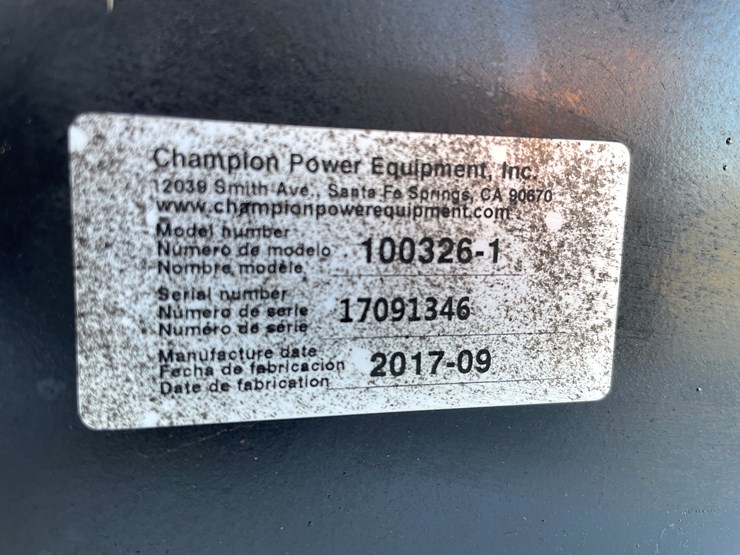 Champion Power Equipment, Inc.
12039 Smith Ave., Santa Fe Springs, CA 90670
www.championpowerequipment.com
Model number
Número de modelo 100326-1
Nombre modèle
Serial number
Número de serie 17091346
Numéro de série
Manufacture date
Fecha de fabricación 2017-09
Date de fabrication